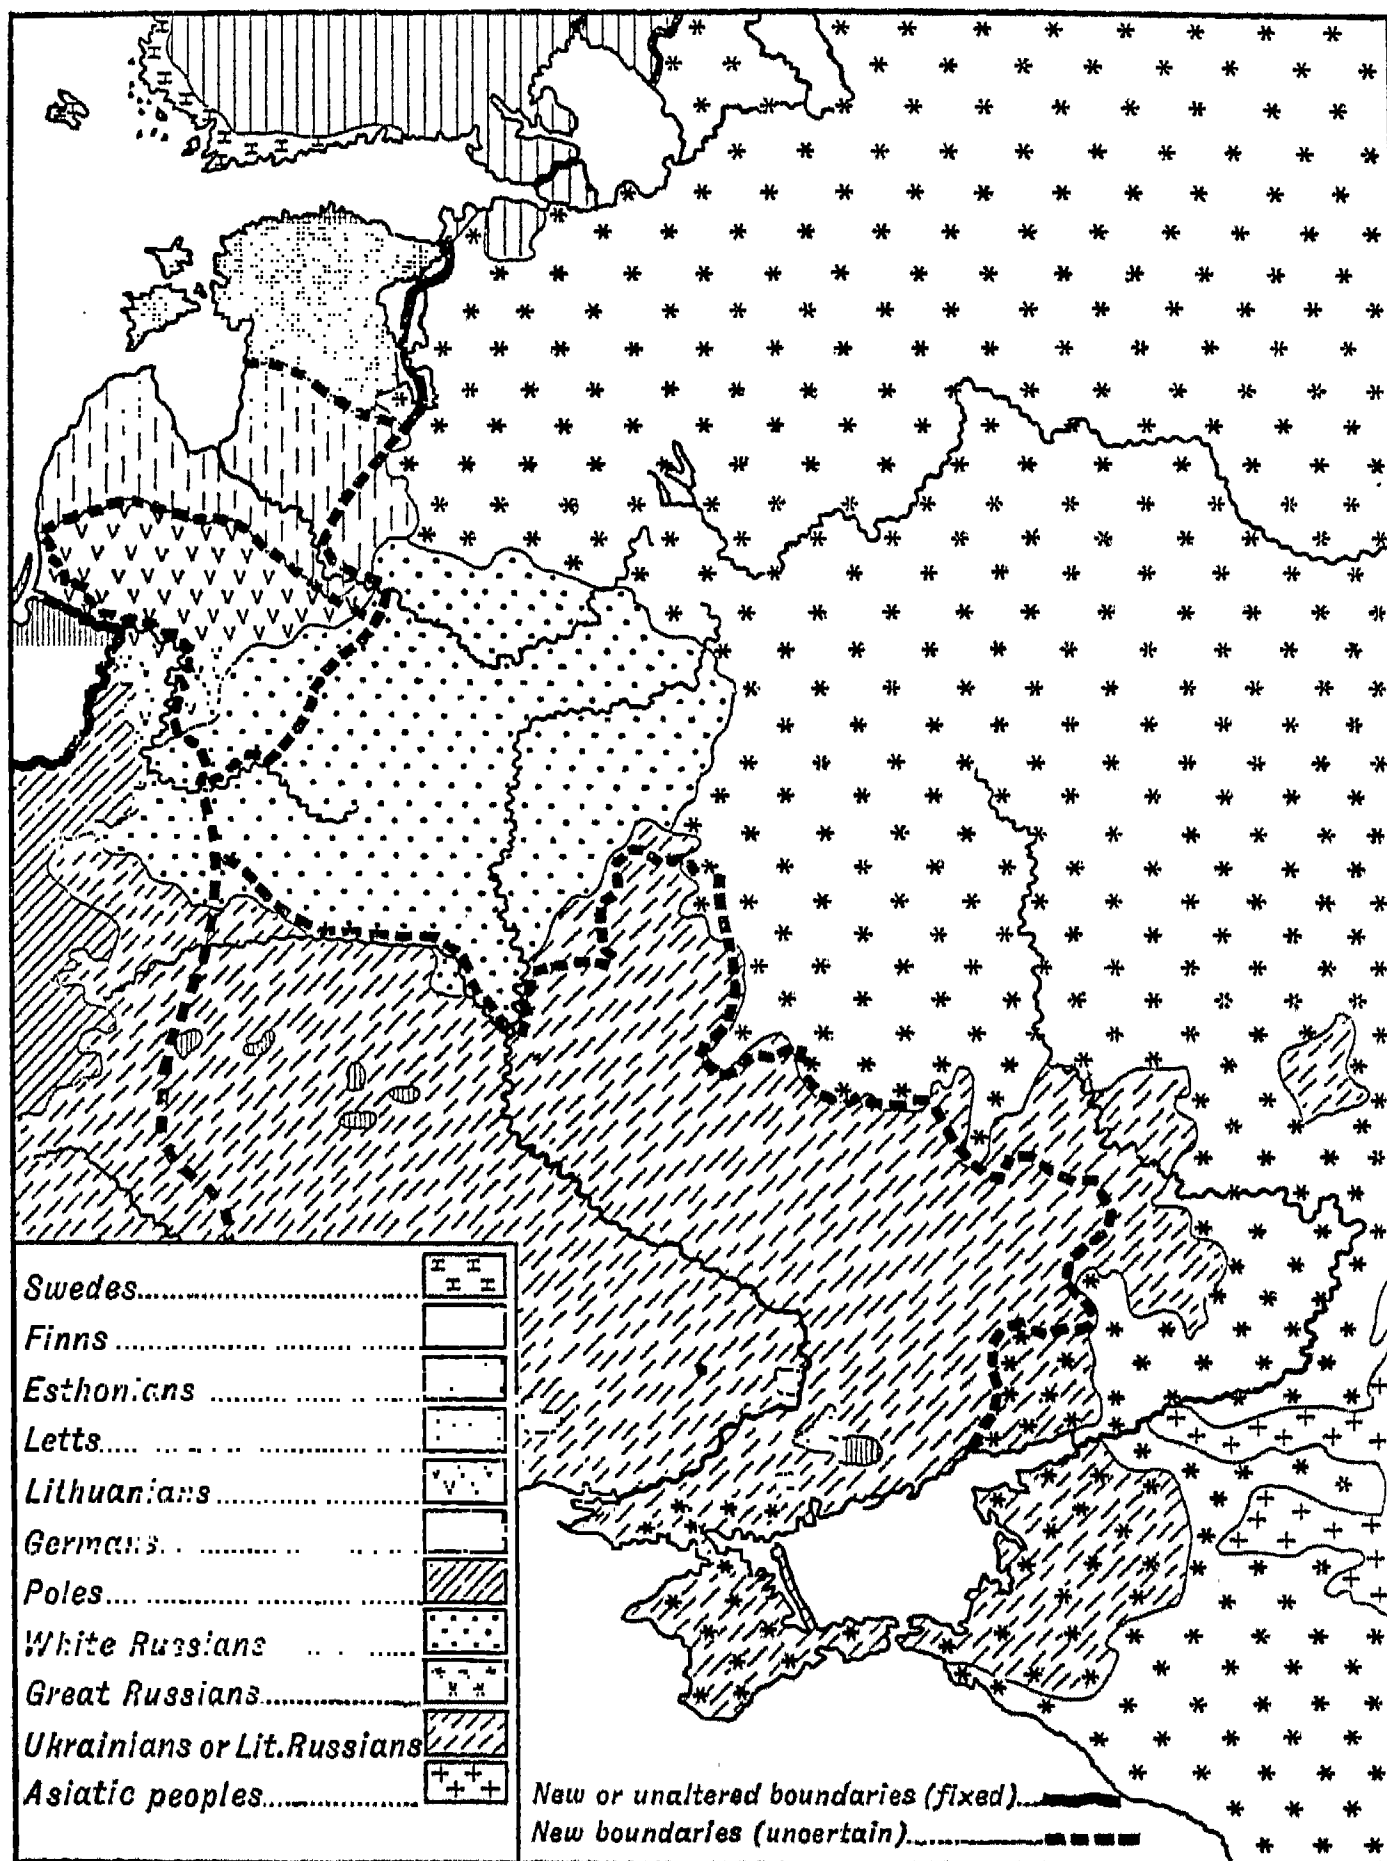 Swedes
Finns
Esthonians
Letts
Lithuanians
Germans
Poles
White Russians
Great Russians
Ukrainians or Lit. Russians
Asiatic peoples
New or unaltered boundaries (fixed)
New boundaries (uncertain)